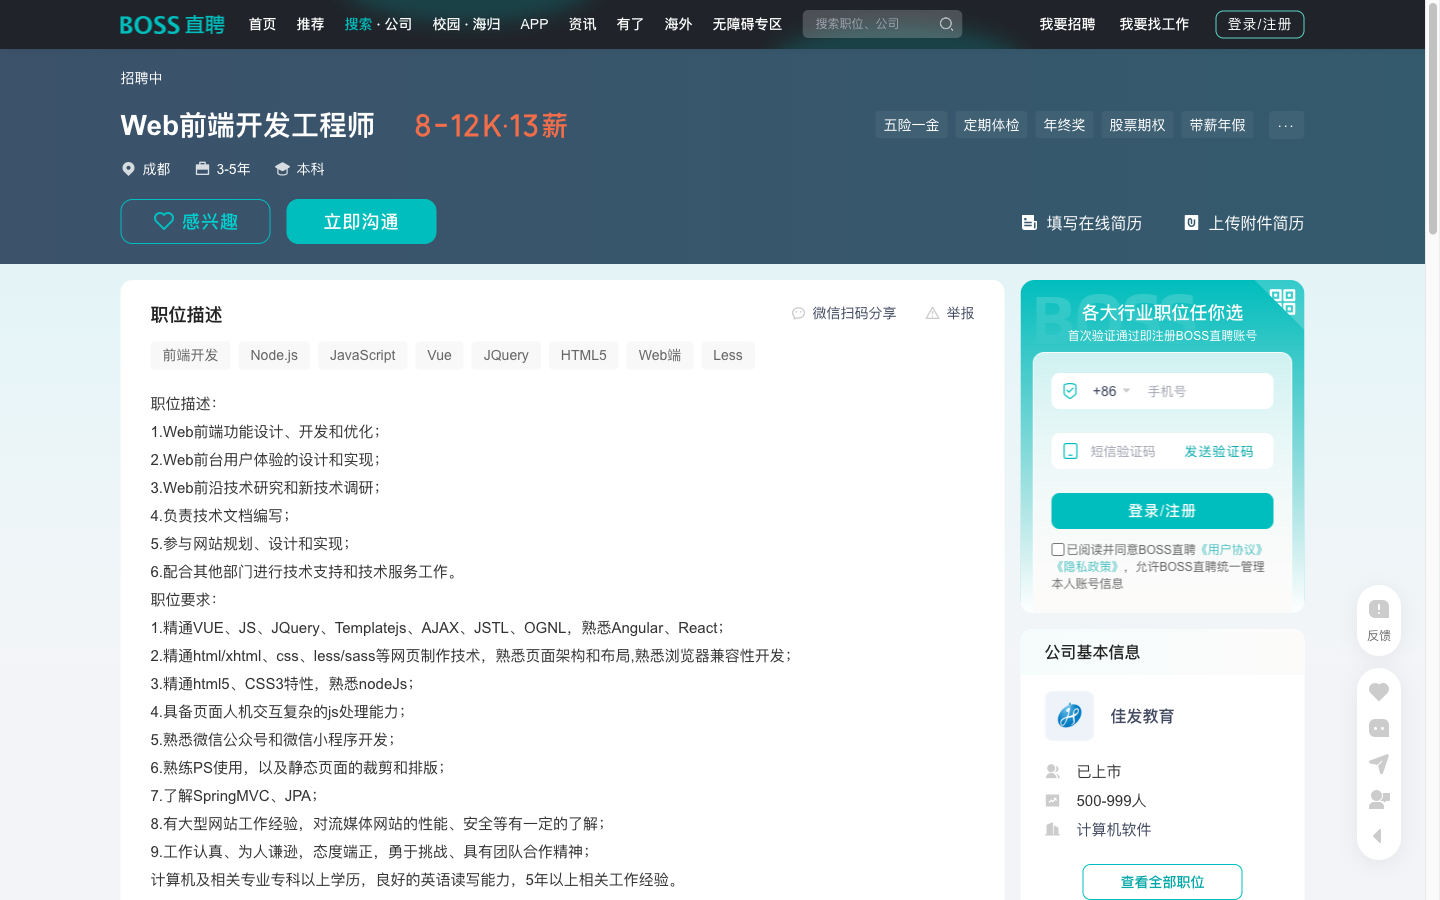 BOSS 直聘 首页 推荐 搜索 · 公司 校园 · 海归 APP 资讯 有了 海外 无障碍专区 搜索职位、公司 我要招聘 我要找工作 登录/注册
招聘中
Web前端开发工程师 8-12K·13薪
五险一金 定期体检 年终奖 股票期权 带薪年假 ···
成都 3-5年 本科
感兴趣 立即沟通 填写在线简历 上传附件简历
职位描述 微信扫码分享 举报
前端开发 Node.js JavaScript Vue JQuery HTML5 Web端 Less
职位描述：
1.Web前端功能设计、开发和优化；
2.Web前台用户体验的设计和实现；
3.Web前沿技术研究和新技术调研；
4.负责技术文档编写；
5.参与网站规划、设计和实现；
6.配合其他部门进行技术支持和技术服务工作。
职位要求：
1.精通VUE、JS、JQuery、Templatejs、AJAX、JSTL、OGNL，熟悉Angular、React；
2.精通html/xhtml、css、less/sass等网页制作技术，熟悉页面架构和布局,熟悉浏览器兼容性开发；
3.精通html5、CSS3特性，熟悉nodeJs；
4.具备页面人机交互复杂的js处理能力；
5.熟悉微信公众号和微信小程序开发；
6.熟练PS使用，以及静态页面的裁剪和排版；
7.了解SpringMVC、JPA；
8.有大型网站工作经验，对流媒体网站的性能、安全等有一定的了解；
9.工作认真、为人谦逊，态度端正，勇于挑战、具有团队合作精神；
计算机及相关专业专科以上学历，良好的英语读写能力，5年以上相关工作经验。
BOSS
各大行业职位任你选
首次验证通过即注册BOSS直聘账号
+86 手机号
短信验证码 发送验证码
登录/注册
已阅读并同意BOSS直聘《用户协议》
《隐私政策》，允许BOSS直聘统一管理
本人账号信息
公司基本信息
佳发教育
已上市
500-999人
计算机软件
查看全部职位
反馈